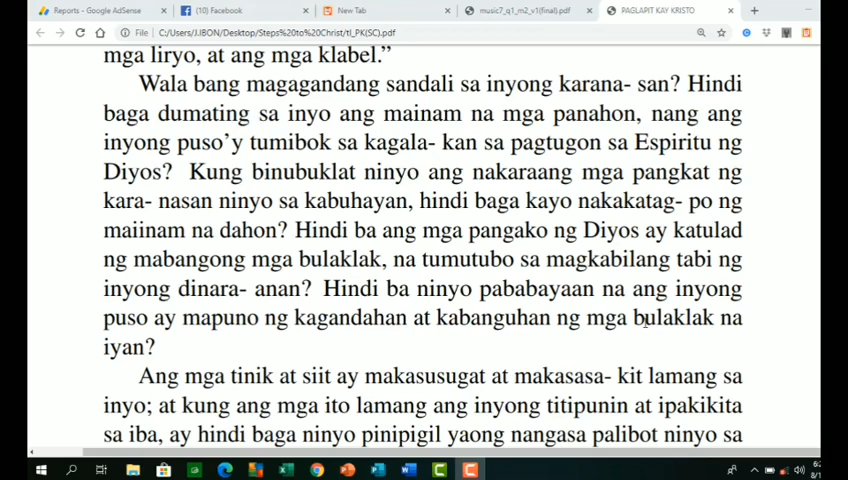 Reports - Google AdSense
(10) Facebook
New Tab
music7_q1_m2_v1(final).pdf
PAGLAPIT KAY KRISTO
File
C:/Users/JJBON/Desktop/Steps%20to%20Christ/tl_PK(SC).pdf
mga liryo, at ang mga klabel.”
Wala bang magagandang sandali sa inyong karana- san? Hindi
baga dumating sa inyo ang mainam na mga panahon, nang ang
inyong puso’y tumibok sa kagala- kan sa pagtugon sa Espiritu ng
Diyos? Kung binubuklat ninyo ang nakaraang mga pangkat ng
kara- nasan ninyo sa kabuhayan, hindi baga kayo nakakatag- po ng
maiinam na dahon? Hindi ba ang mga pangako ng Diyos ay katulad
ng mabangong mga bulaklak, na tumutubo sa magkabilang tabi ng
inyong dinara- anan? Hindi ba ninyo pababayaan na ang inyong
puso ay mapuno ng kagandahan at kabanguhan ng mga bulaklak na
iyan?
Ang mga tinik at siit ay makasusugat at makasasa- kit lamang sa
inyo; at kung ang mga ito lamang ang inyong titipunin at ipakikita
sa iba, ay hindi baga ninyo pinipigil yaong nangasa palibot ninyo sa